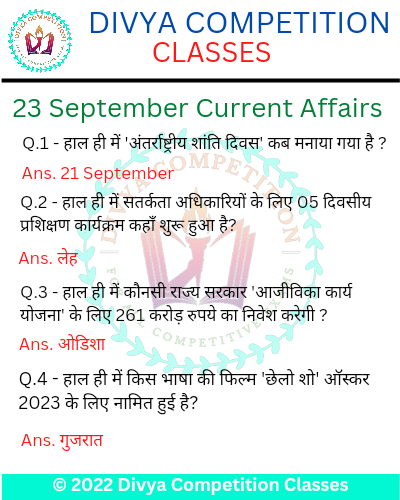 DIVYA COMPETITION
CLASSES
23 September Current Affairs
Q.1 - हाल ही में 'अंतर्राष्ट्रीय शांति दिवस' कब मनाया गया है ?
Ans. 21 September
Q.2 - हाल ही में सतर्कता अधिकारियों के लिए 05 दिवसीय
प्रशिक्षण कार्यक्रम कहाँ शुरू हुआ है?
Ans. लेह
Q.3 - हाल ही में कौनसी राज्य सरकार 'आजीविका कार्य
योजना' के लिए 261 करोड़ रुपये का निवेश करेगी ?
Ans. ओडिशा
Q.4 - हाल ही में किस भाषा की फिल्म 'छेलो शो' ऑस्कर
2023 के लिए नामित हुई है?
Ans. गुजरात
© 2022 Divya Competition Classes